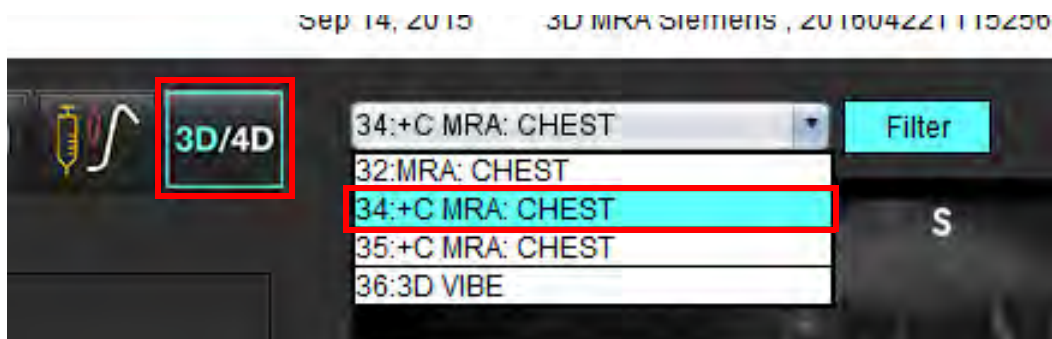 Sep 14, 2015 3D MRA Siemens , 20160422111525
3D/4D
34:+C MRA: CHEST
Filter
32:MRA: CHEST
34:+C MRA: CHEST
35:+C MRA: CHEST
36:3D VIBE
S